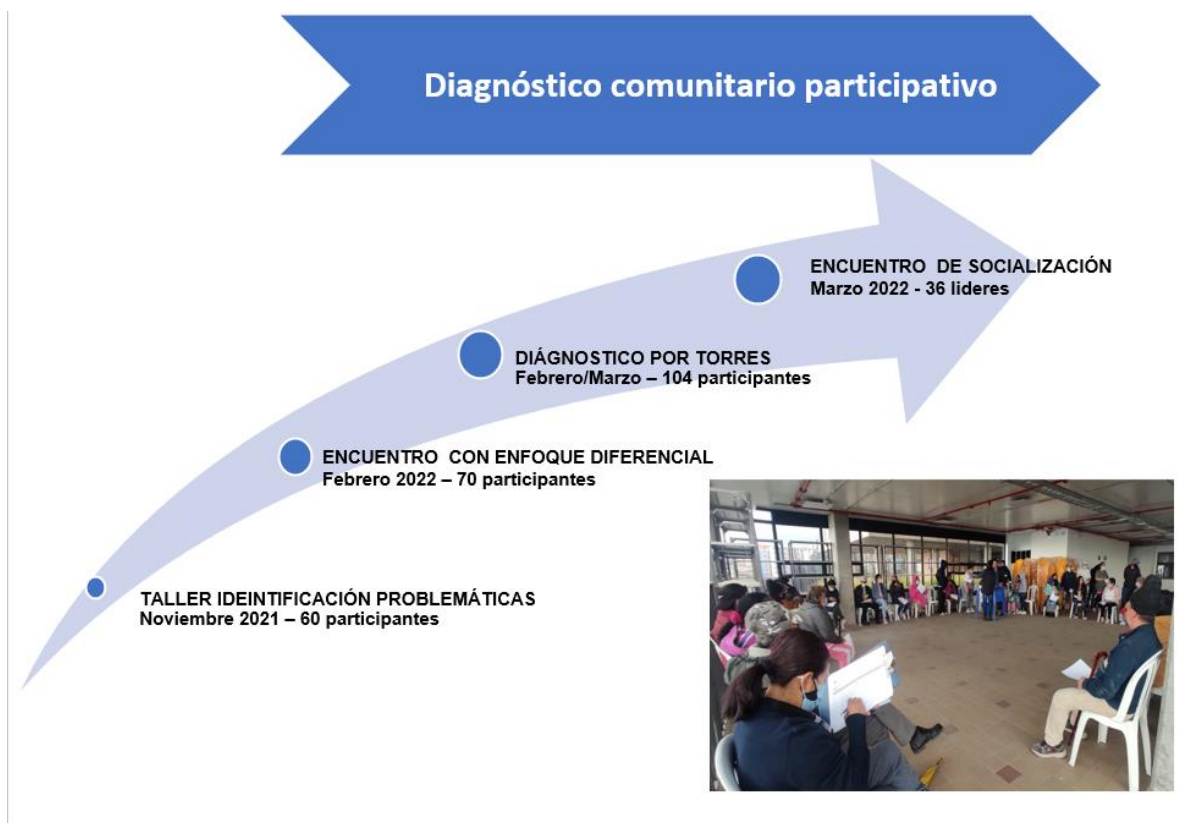 Diagnóstico comunitario participativo
ENCUENTRO DE SOCIALIZACIÓN
Marzo 2022 - 36 lideres
DIÁGNOSTICO POR TORRES
Febrero/Marzo – 104 participantes
ENCUENTRO CON ENFOQUE DIFERENCIAL
Febrero 2022 – 70 participantes
TALLER IDEINTIFICACIÓN PROBLEMÁTICAS
Noviembre 2021 – 60 participantes